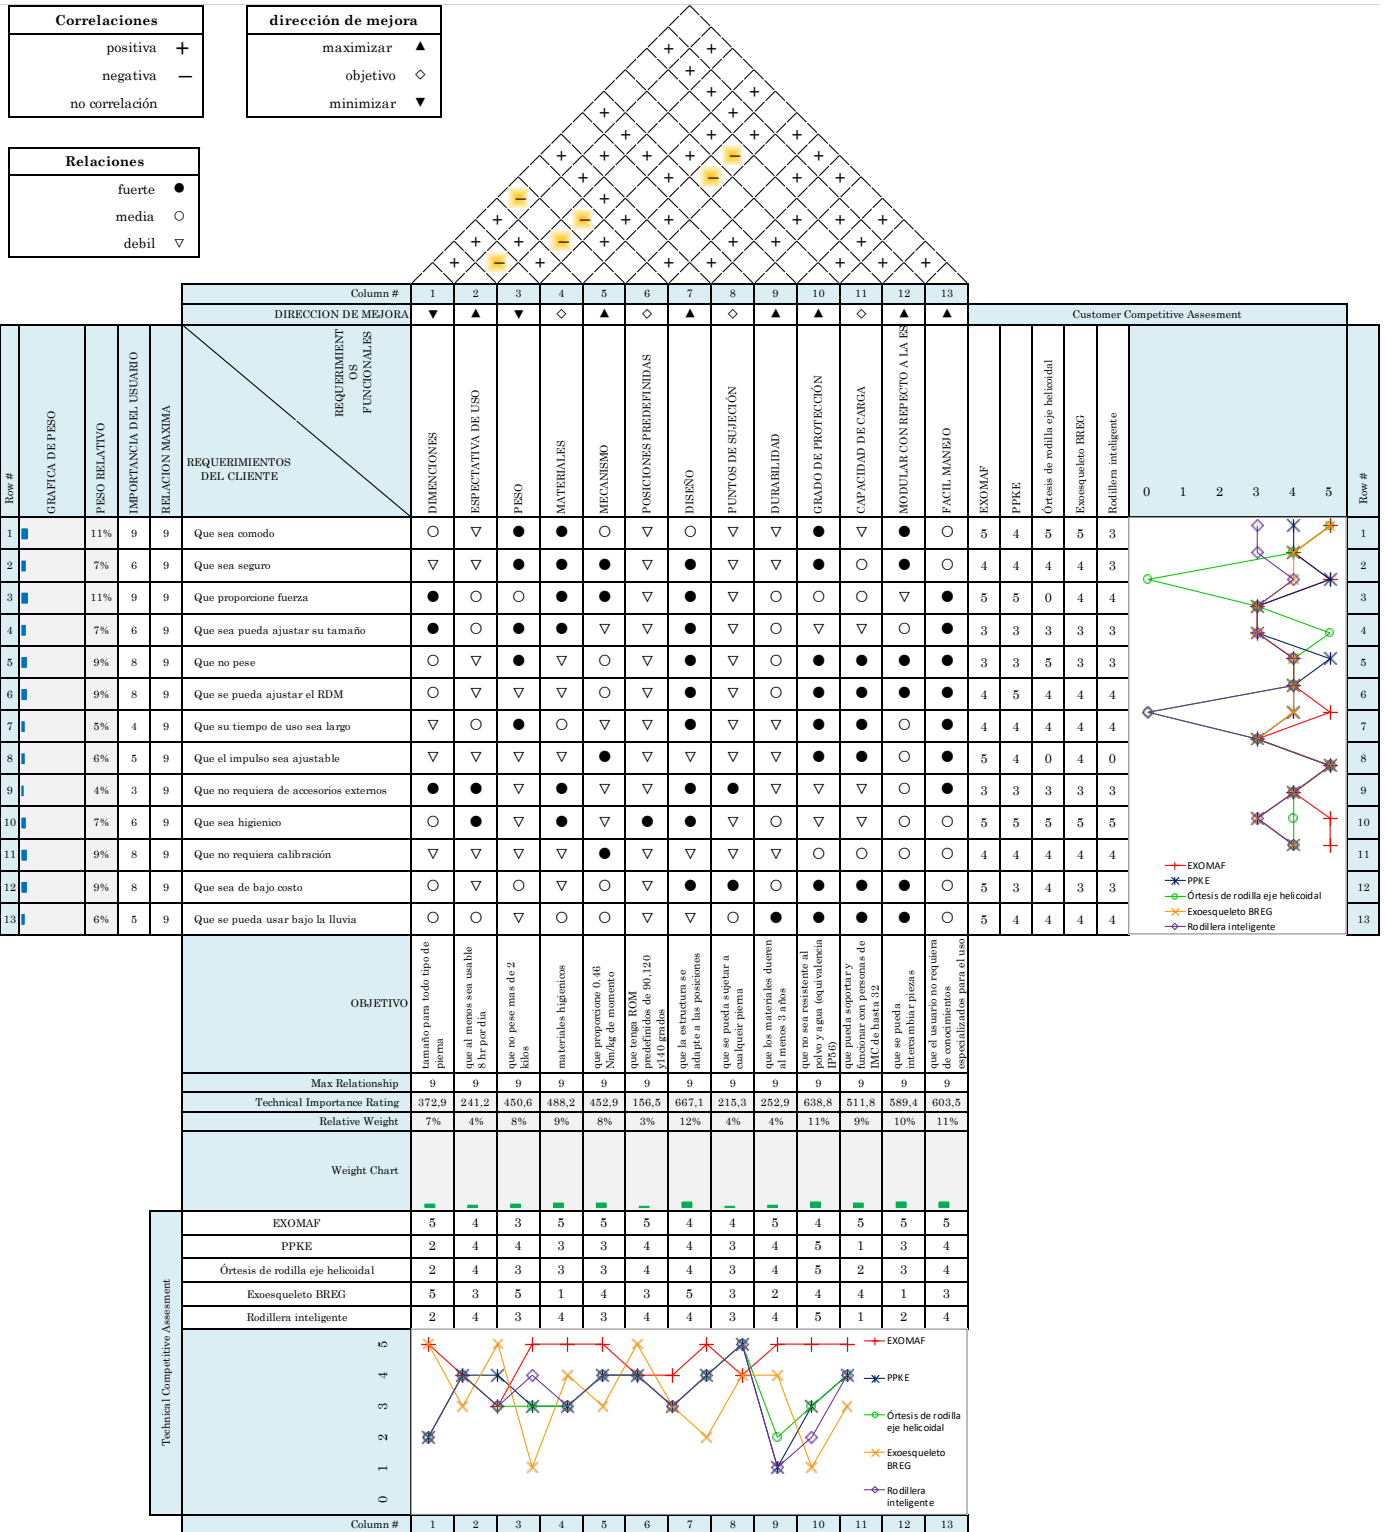 Correlaciones
positiva +
negativa −
no correlación
dirección de mejora
maximizar ▲
objetivo ◇
minimizar ▼
Relaciones
fuerte ●
media ○
debil ▽
Column # 1 2 3 4 5 6 7 8 9 10 11 12 13
DIRECCION DE MEJORA ▼ ▲ ▼ ◇ ▲ ◇ ▲ ◇ ▲ ▲ ◇ ▲ ▲
Customer Competitive Assesment
Row #
GRAFICA DE PESO
PESO RELATIVO
IMPORTANCIA DEL USUARIO
RELACION MAXIMA
REQUERIMIENT
OS
FUNCIONALES
REQUERIMIENTOS
DEL CLIENTE
DIMENCIONES
ESPECTATIVA DE USO
PESO
MATERIALES
MECANISMO
POSICIONES PREDEFINIDAS
DISEÑO
PUNTOS DE SUJECIÓN
DURABILIDAD
GRADO DE PROTECCIÓN
CAPACIDAD DE CARGA
MODULAR CON REPECTO A LA ES
FACIL MANEJO
EXOMAF
PPKE
Órtesis de rodilla eje helicoidal
Exoesqueleto BREG
Rodillera inteligente
0 1 2 3 4 5
Row #
1 11% 9 9 Que sea comodo ○ ▽ ● ● ○ ▽ ○ ▽ ▽ ● ▽ ● ○ 5 4 5 5 3 1
2 7% 6 9 Que sea seguro ▽ ▽ ● ● ● ▽ ● ▽ ▽ ● ○ ● ○ 4 4 4 4 3 2
3 11% 9 9 Que proporcione fuerza ● ○ ○ ● ● ▽ ● ▽ ○ ○ ○ ▽ ● 5 5 0 4 4 3
4 7% 6 9 Que sea pueda ajustar su tamaño ● ○ ● ● ▽ ▽ ● ▽ ○ ▽ ▽ ○ ● 3 3 3 3 3 4
5 9% 8 9 Que no pese ○ ▽ ● ▽ ○ ▽ ● ▽ ○ ● ● ● ● 3 3 5 3 3 5
6 9% 8 9 Que se pueda ajustar el RDM ○ ▽ ▽ ▽ ○ ▽ ● ▽ ▽ ● ● ● ● 4 5 4 4 4 6
7 5% 4 9 Que su tiempo de uso sea largo ▽ ○ ● ○ ▽ ▽ ● ▽ ▽ ● ● ○ ● 4 4 4 4 4 7
8 6% 5 9 Que el impulso sea ajustable ▽ ▽ ▽ ▽ ● ▽ ▽ ▽ ▽ ● ● ○ ● 5 4 0 4 0 8
9 4% 3 9 Que no requiera de accesorios externos ● ● ▽ ● ▽ ▽ ● ● ▽ ▽ ▽ ○ ● 3 3 3 3 3 9
10 7% 6 9 Que sea higienico ○ ● ▽ ● ▽ ● ● ▽ ○ ▽ ▽ ○ ○ 5 5 5 5 5 10
11 9% 8 9 Que no requiera calibración ▽ ▽ ▽ ▽ ● ▽ ▽ ▽ ▽ ○ ○ ○ ○ 4 4 4 4 4 11
12 9% 8 9 Que sea de bajo costo ○ ▽ ○ ▽ ○ ▽ ● ● ○ ● ● ● ○ 5 3 4 3 3 12
13 6% 5 9 Que se pueda usar bajo la lluvia ○ ○ ▽ ○ ○ ▽ ▽ ○ ● ● ● ● ○ 5 4 4 4 4 13
EXOMAF
PPKE
Órtesis de rodilla eje helicoidal
Exoesqueleto BREG
Rodillera inteligente
OBJETIVO
tamaño para todo tipo de
pierna
que al menos sea usable
8 hr por dia
que no pese mas de 2
kilos
materiales higienicos
que proporcione 0.46
Nm/kg de momento
que tenga ROM
predefinidos de 90,120
y140 grados
que la estructura se
adapte a las posiciones
que se pueda sujetar a
cualqueir pierna
que los materiales dueren
al menos 3 años
que no sea resistente al
polvo y agua (equivalencia
IP56)
que pueda soportar y
funcionar con personas de
IMC de hasta 32
que se pueda
intercambiar piezas
que el usuario no requiera
de conocimientos
especializados para el uso
Max Relationship 9 9 9 9 9 9 9 9 9 9 9 9 9
Technical Importance Rating 372,9 241,2 450,6 488,2 452,9 156,5 667,1 215,3 252,9 638,8 511,8 589,4 603,5
Relative Weight 7% 4% 8% 9% 8% 3% 12% 4% 4% 11% 9% 10% 11%
Weight Chart
Technical Competitive Assesment
EXOMAF 5 4 3 5 5 5 4 4 5 4 5 5 5
PPKE 2 4 4 3 3 4 4 3 4 5 1 3 4
Órtesis de rodilla eje helicoidal 2 4 3 3 3 4 4 3 4 5 2 3 4
Exoesqueleto BREG 5 3 5 1 4 3 5 3 2 4 4 1 3
Rodillera inteligente 2 4 3 4 3 4 4 3 4 5 1 2 4
5
4
3
2
1
0
EXOMAF
PPKE
Órtesis de rodilla
eje helicoidal
Exoesqueleto
BREG
Rodillera
inteligente
Column # 1 2 3 4 5 6 7 8 9 10 11 12 13